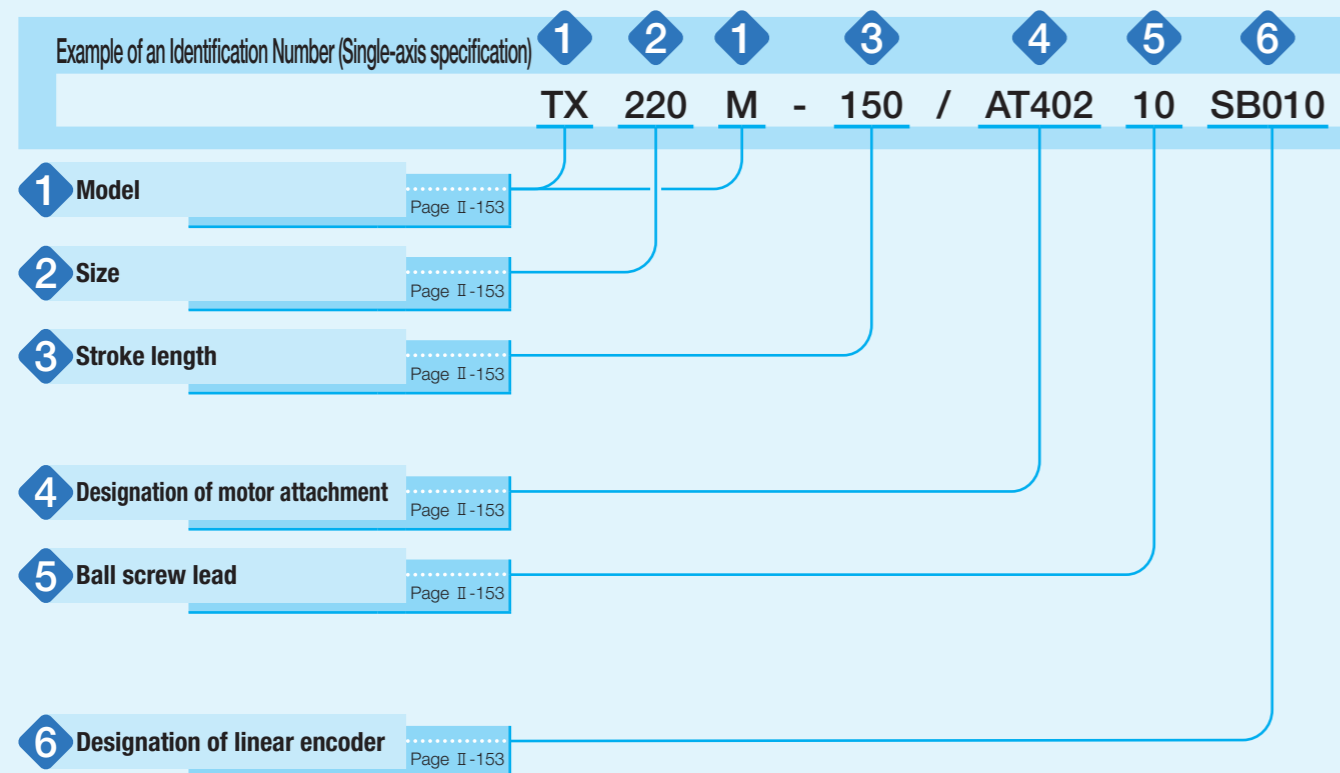 Example of an Identification Number (Single-axis specification) 1 2 1 3 4 5 6
TX 220 M - 150 / AT402 10 SB010
1 Model
Page Ⅱ-153
2 Size
Page Ⅱ-153
3 Stroke length
Page Ⅱ-153
4 Designation of motor attachment
Page Ⅱ-153
5 Ball screw lead
Page Ⅱ-153
6 Designation of linear encoder
Page Ⅱ-153